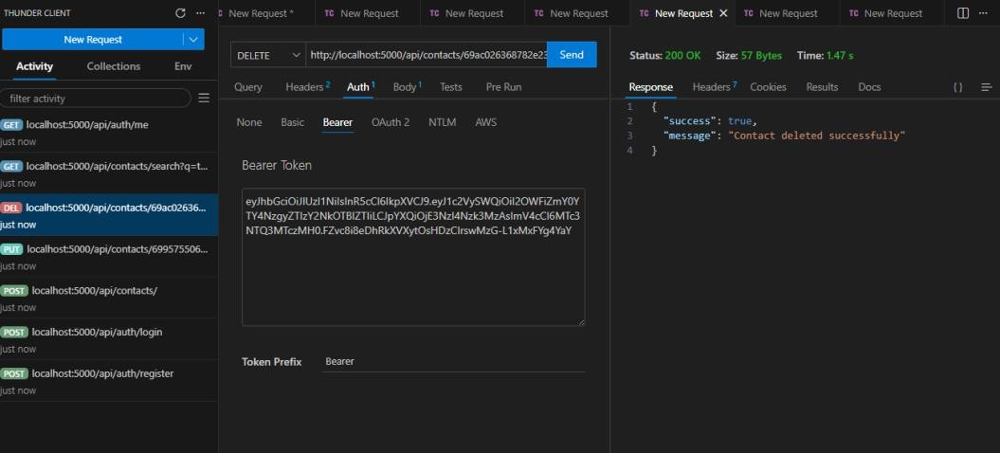 THUNDER CLIENT
New Request
Activity
Collections
Env
filter activity
GET localhost:5000/api/auth/me
just now
GET localhost:5000/api/contacts/search?q=t...
just now
DEL localhost:5000/api/contacts/69ac02636...
just now
PUT localhost:5000/api/contacts/699575506...
just now
POST localhost:5000/api/contacts/
just now
POST localhost:5000/api/auth/login
just now
POST localhost:5000/api/auth/register
just now
New Request *
TC New Request
TC New Request
TC New Request
TC New Request
TC New Request
TC New Request
DELETE
http://localhost:5000/api/contacts/69ac026368782e23
Send
Query
Headers 2
Auth 1
Body 1
Tests
Pre Run
None
Basic
Bearer
OAuth 2
NTLM
AWS
Bearer Token
Token Prefix
Bearer
Status: 200 OK Size: 57 Bytes Time: 1.47 s
Response
Headers 7
Cookies
Results
Docs
{ }
1 {
2 "success": true,
3 "message": "Contact deleted successfully"
4 }